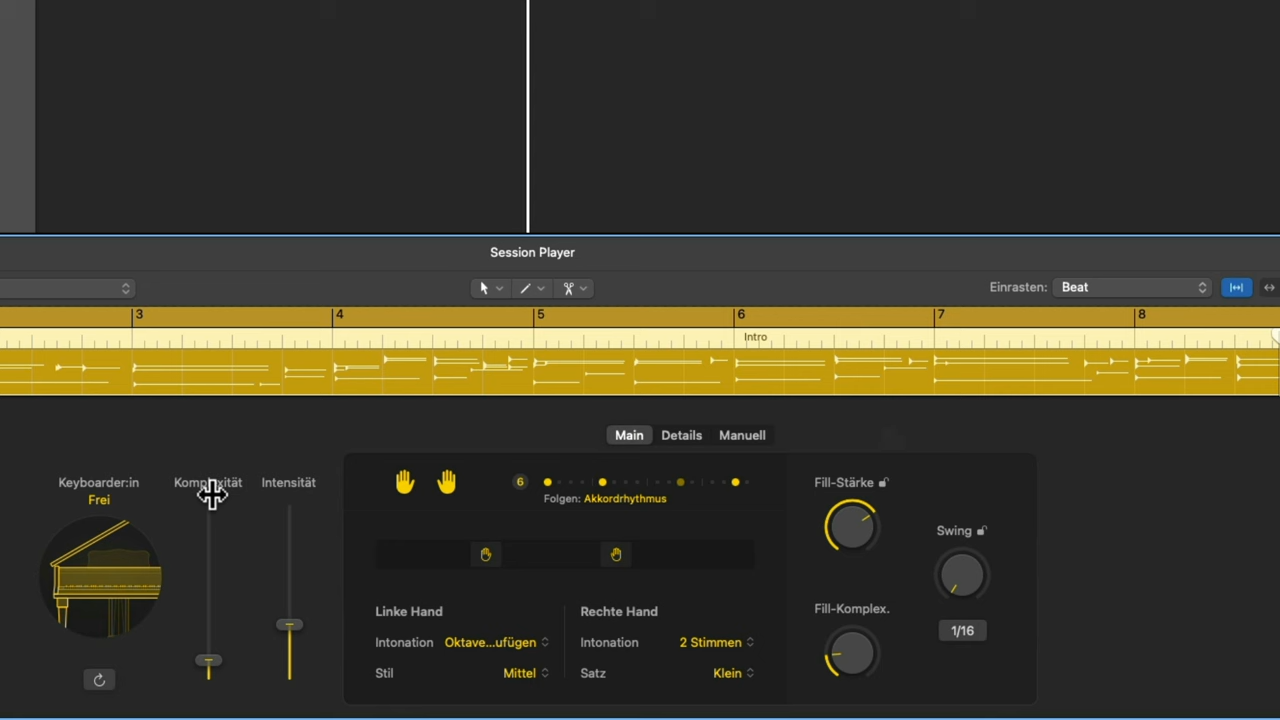 Session Player
Einrasten: Beat
3 4 5 6 7 8
Intro
Main Details Manuell
Keyboarder:in
Frei
Komplexität
Intensität
6
Folgen: Akkordrhythmus
Linke Hand
Intonation Oktave...ufügen
Stil Mittel
Rechte Hand
Intonation 2 Stimmen
Satz Klein
Fill-Stärke
Fill-Komplex.
Swing
1/16